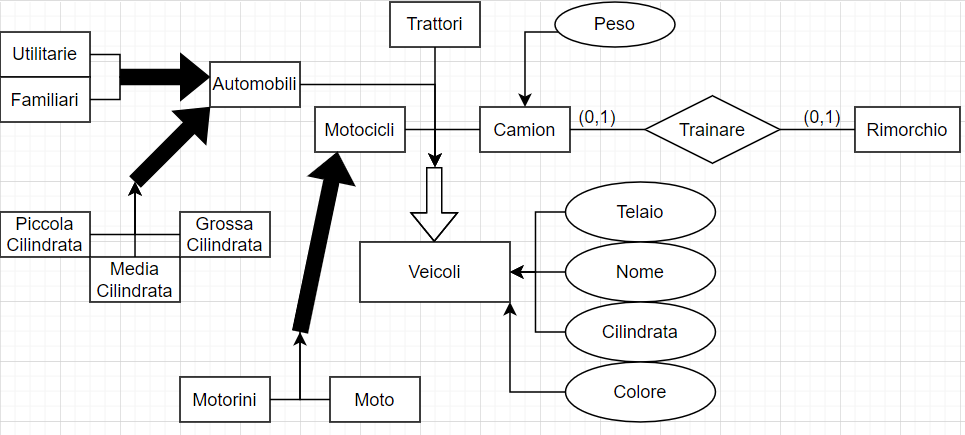 Trattori
Peso
Utilitarie
Automobili
Familiari
Motocicli
Camion
(0,1)
Trainare
(0,1)
Rimorchio
Piccola
Cilindrata
Grossa
Cilindrata
Media
Cilindrata
Telaio
Veicoli
Nome
Cilindrata
Colore
Motorini
Moto